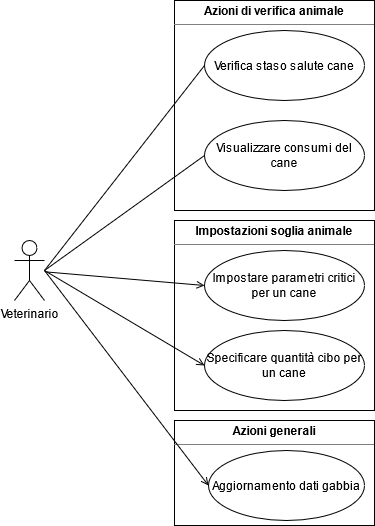 Azioni di verifica animale
Verifica staso salute cane
Visualizzare consumi del
cane
Impostazioni soglia animale
Impostare parametri critici
per un cane
Veterinario
Specificare quantità cibo per
un cane
Azioni generali
Aggiornamento dati gabbia